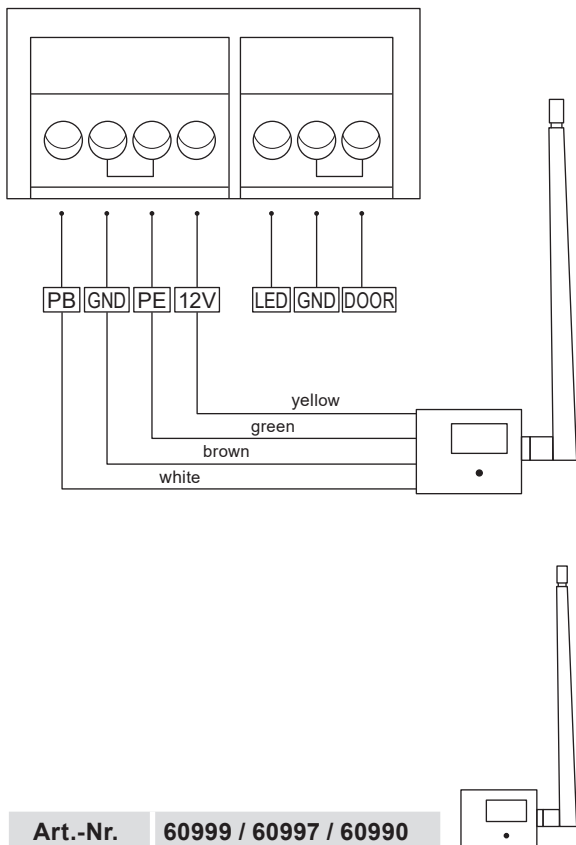 PB GND PE 12V LED GND DOOR
yellow
green
brown
white
Art.-Nr. 60999 / 60997 / 60990